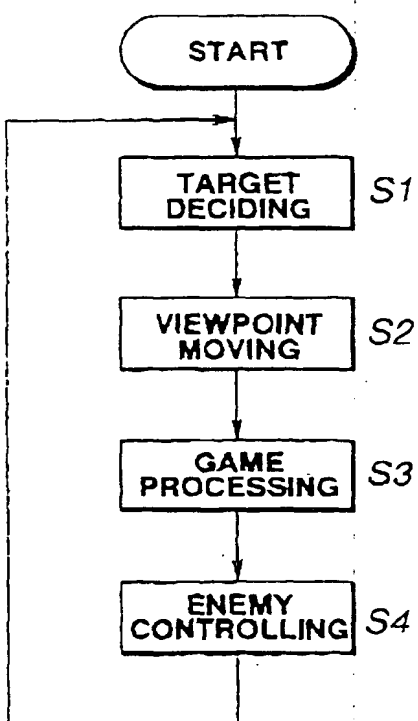 START
TARGET
DECIDING
S1
VIEWPOINT
MOVING
S2
GAME
PROCESSING
S3
ENEMY
CONTROLLING
S4